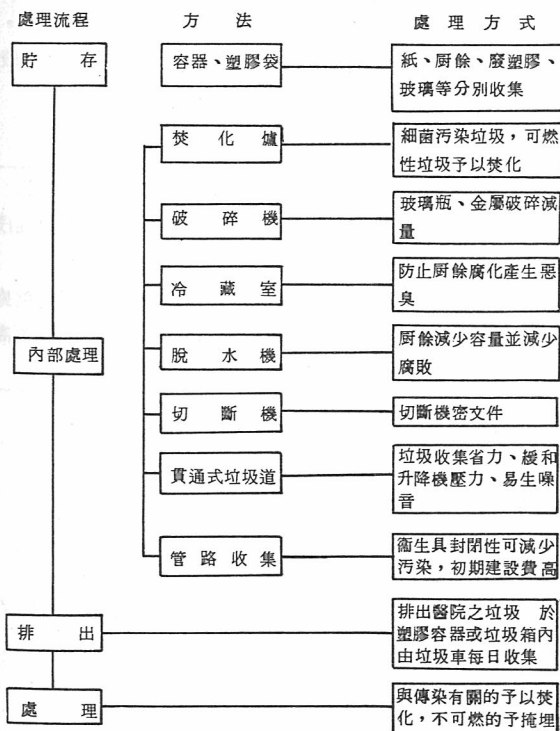 處理流程 方法 處理方式
貯存 容器、塑膠袋 紙、厨餘、廢塑膠、
玻璃等分別收集
焚化爐 細菌污染垃圾，可燃
性垃圾予以焚化
破碎機 玻璃瓶、金屬破碎減
量
冷藏室 防止厨餘腐化產生惡
臭
內部處理 脫水機 厨餘減少容量並減少
腐敗
切斷機 切斷機密文件
貫通式垃圾道 垃圾收集省力、緩和
升降機壓力、易生噪
音
管路收集 衞生具封閉性可減少
污染，初期建設費高
排出 排出醫院之垃圾 於
塑膠容器或垃圾箱內
由垃圾車每日收集
處理 與傳染有關的予以焚
化，不可燃的予掩埋